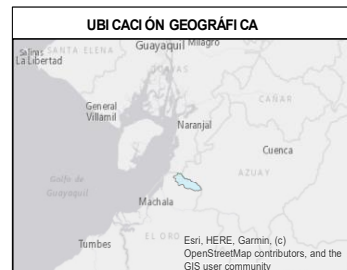 UBICACIÓN GEOGRÁFICA
Salinas
SANTA ELENA
Guayaquil
Milagro
La Libertad
GUAYAS
General
Villamil
CAÑAR
Naranjal
Cuenca
Golfo de
Guayaquil
AZUAY
Machala
EL ORO
Tumbes
Esri, HERE, Garmin, (c)
OpenStreetMap contributors, and the
GIS user community